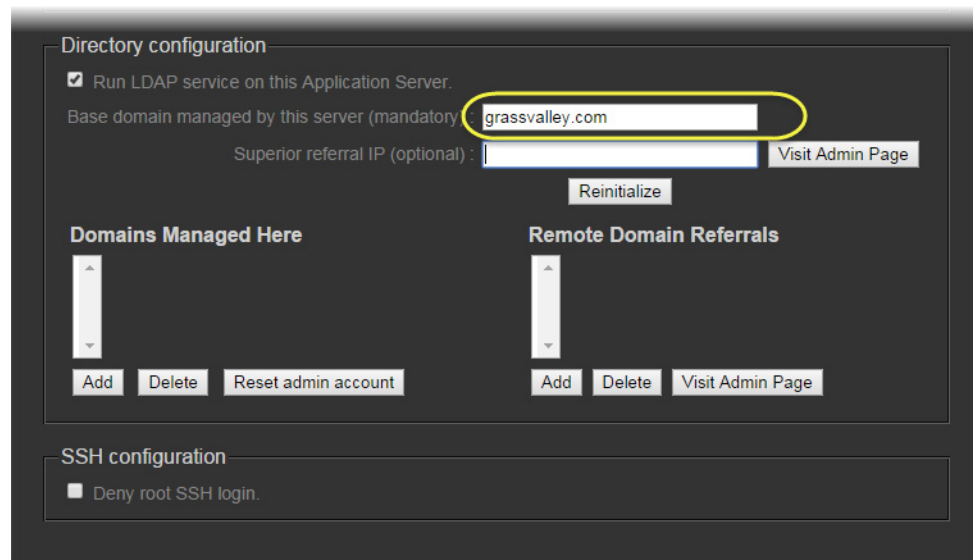 Directory configuration
Run LDAP service on this Application Server.
Base domain managed by this server (mandatory) : grassvalley.com
Superior referral IP (optional) : Visit Admin Page
Reinitialize
Domains Managed Here
Remote Domain Referrals
Add Delete Reset admin account
Add Delete Visit Admin Page
SSH configuration
Deny root SSH login.